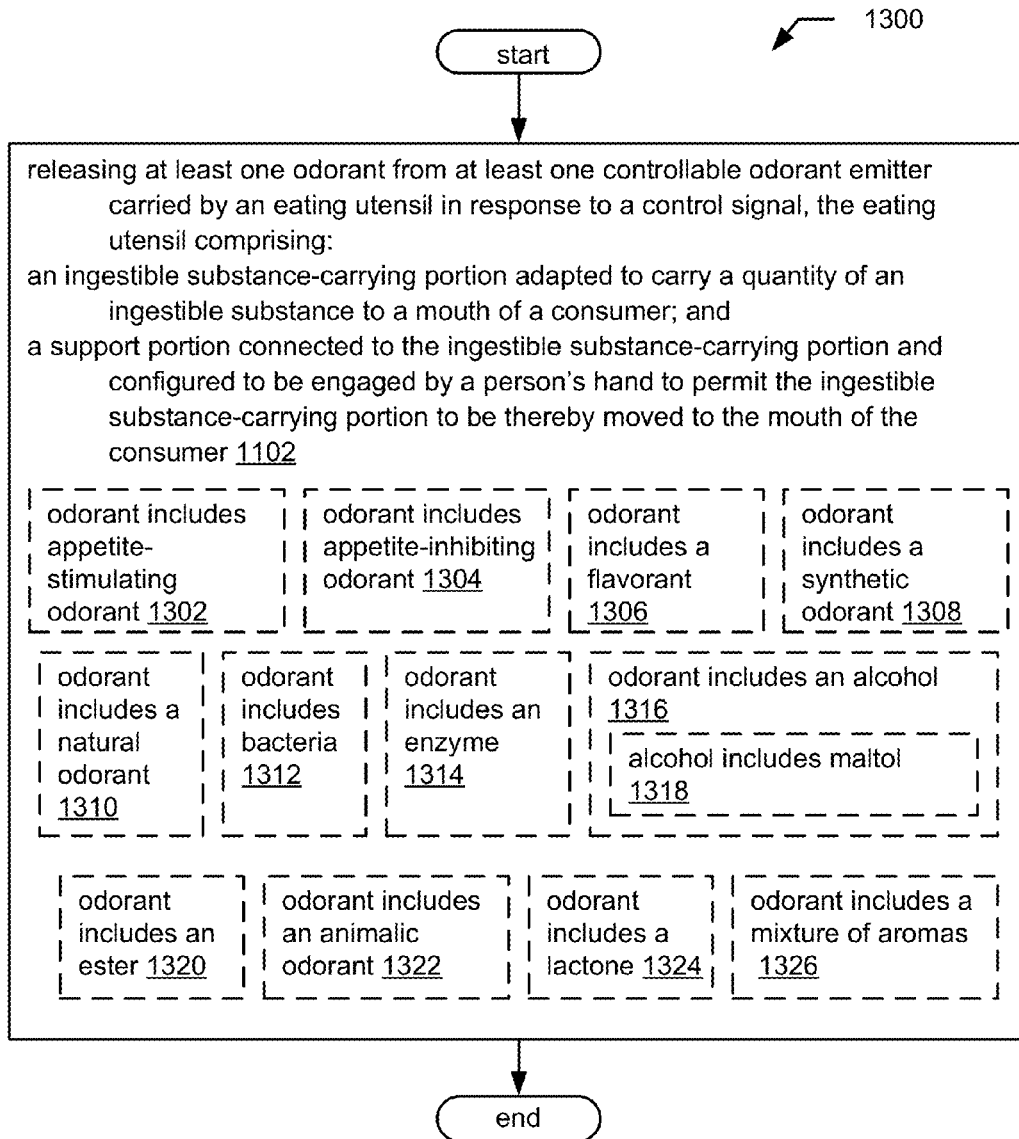 1300
start
releasing at least one odorant from at least one controllable odorant emitter
carried by an eating utensil in response to a control signal, the eating
utensil comprising:
an ingestible substance-carrying portion adapted to carry a quantity of an
ingestible substance to a mouth of a consumer; and
a support portion connected to the ingestible substance-carrying portion and
configured to be engaged by a person's hand to permit the ingestible
substance-carrying portion to be thereby moved to the mouth of the
consumer 1102
odorant includes
appetite-
stimulating
odorant 1302
odorant includes
appetite-inhibiting
odorant 1304
odorant
includes a
flavorant
1306
odorant
includes a
synthetic
odorant 1308
odorant
includes a
natural
odorant
1310
odorant
includes
bacteria
1312
odorant
includes an
enzyme
1314
odorant includes an alcohol
1316
alcohol includes maltol
1318
odorant
includes an
ester 1320
odorant includes
an animalic
odorant 1322
odorant
includes a
lactone 1324
odorant includes a
mixture of aromas
1326
end